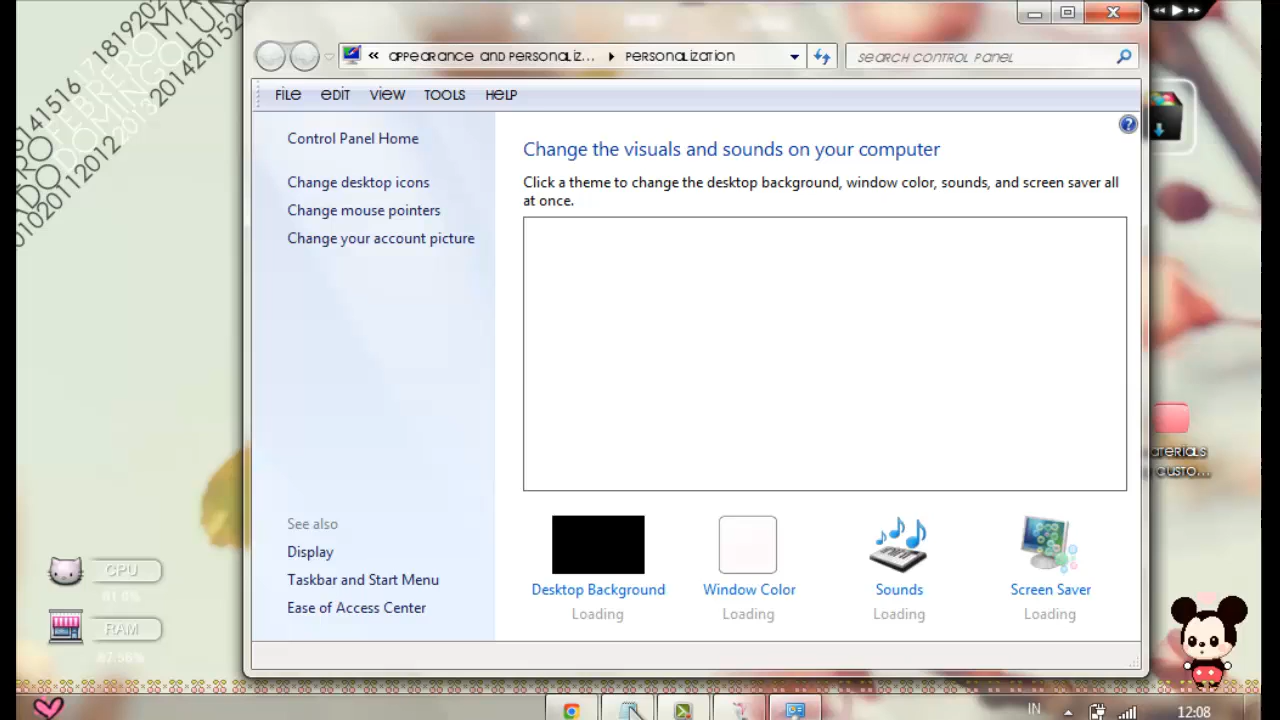 « Appearance and Personaliz... Personalization
Search Control Panel
File Edit View Tools Help
Control Panel Home
Change desktop icons
Change mouse pointers
Change your account picture
See also
Display
Taskbar and Start Menu
Ease of Access Center
Change the visuals and sounds on your computer
Click a theme to change the desktop background, window color, sounds, and screen saver all
at once.
Desktop Background
Loading
Window Color
Loading
Sounds
Loading
Screen Saver
Loading
CPU
RAM
FEBRERO
DOMINGO
aterials
custo...
IN
12:08